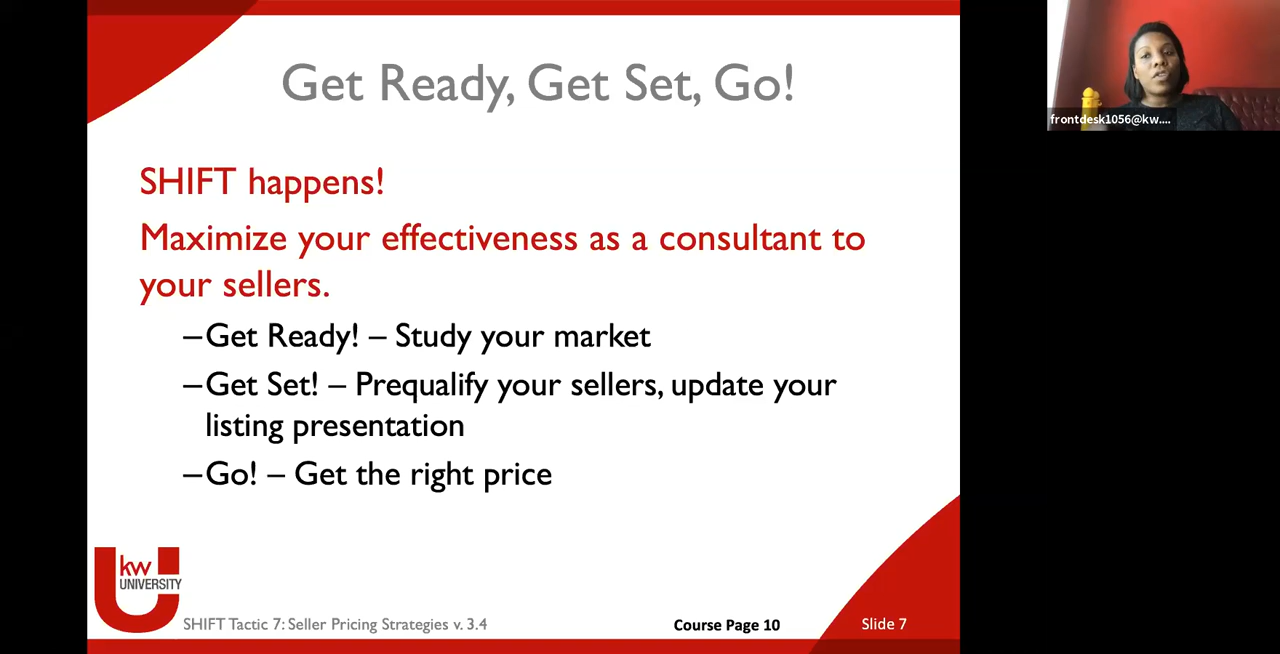 Get Ready, Get Set, Go!
frontdesk1056@kw....
SHIFT happens!
Maximize your effectiveness as a consultant to
your sellers.
–Get Ready! – Study your market
–Get Set! – Prequalify your sellers, update your
listing presentation
–Go! – Get the right price
kw
UNIVERSITY
SHIFT Tactic 7: Seller Pricing Strategies v. 3.4
Course Page 10
Slide 7